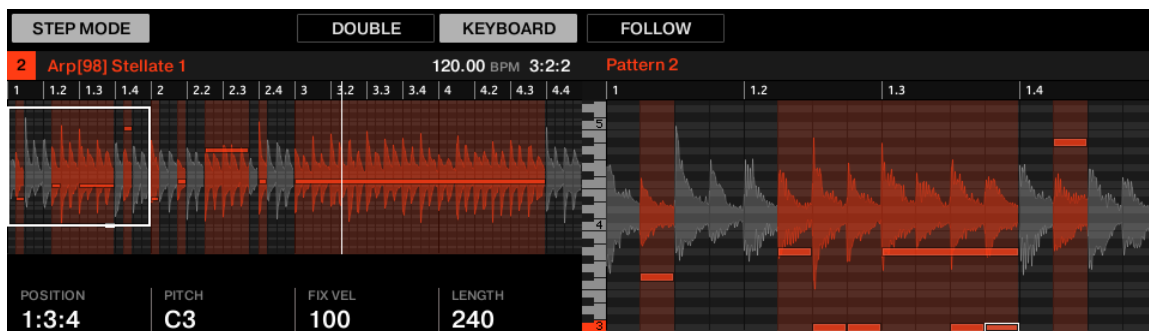 STEP MODE DOUBLE KEYBOARD FOLLOW
2 Arp[98] Stellate 1 120.00 BPM 3:2:2 Pattern 2
1 1.2 1.3 1.4 2 2.2 2.3 2.4 3 3.2 3.3 3.4 4 4.2 4.3 4.4 1 1.2 1.3 1.4
5
4
POSITION PITCH FIX VEL LENGTH
1:3:4 C3 100 240
3